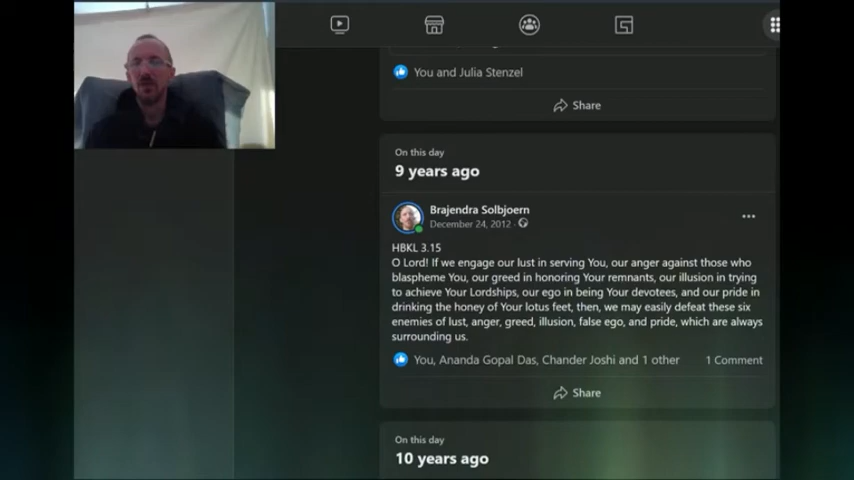 You and Julia Stenzel
Share
On this day
9 years ago
Brajendra Solbjoern
December 24, 2012 ·
HBKL 3.15
O Lord! If we engage our lust in serving You, our anger against those who
blaspheme You, our greed in honoring Your remnants, our illusion in trying
to achieve Your Lordships, our ego in being Your devotees, and our pride in
drinking the honey of Your lotus feet, then, we may easily defeat these six
enemies of lust, anger, greed, illusion, false ego, and pride, which are always
surrounding us.
You, Ananda Gopal Das, Chander Joshi and 1 other 1 Comment
Share
On this day
10 years ago